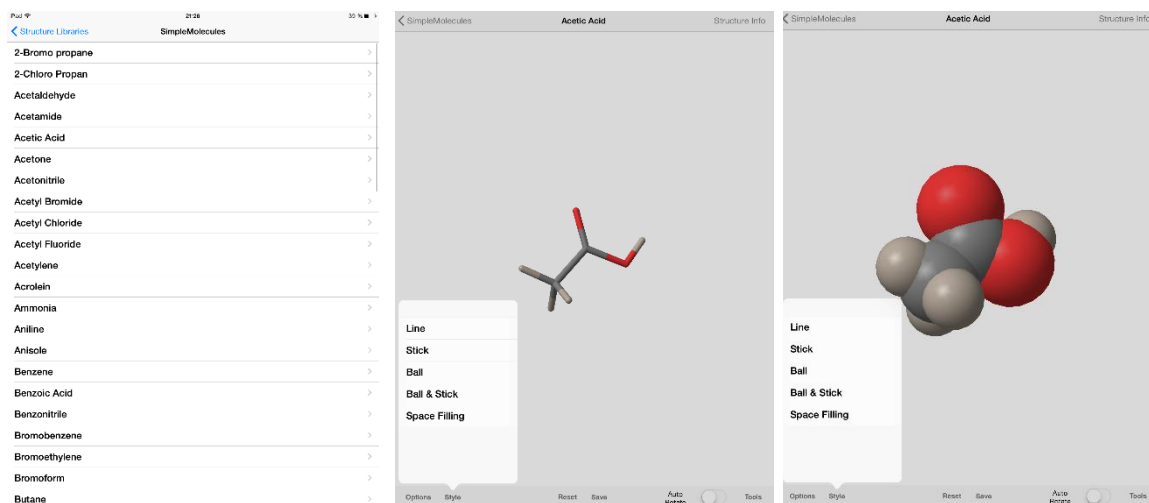 iPad 21:28 39 %
Structure Libraries SimpleMolecules
2-Bromo propane
2-Chloro Propan
Acetaldehyde
Acetamide
Acetic Acid
Acetone
Acetonitrile
Acetyl Bromide
Acetyl Chloride
Acetyl Fluoride
Acetylene
Acrolein
Ammonia
Aniline
Anisole
Benzene
Benzoic Acid
Benzonitrile
Bromobenzene
Bromoethylene
Bromoform
Butane
SimpleMolecules Acetic Acid Structure Info
Line
Stick
Ball
Ball & Stick
Space Filling
Options Style Reset Save Auto Rotate Tools
SimpleMolecules Acetic Acid Structure Info
Line
Stick
Ball
Ball & Stick
Space Filling
Options Style Reset Save Auto Rotate Tools